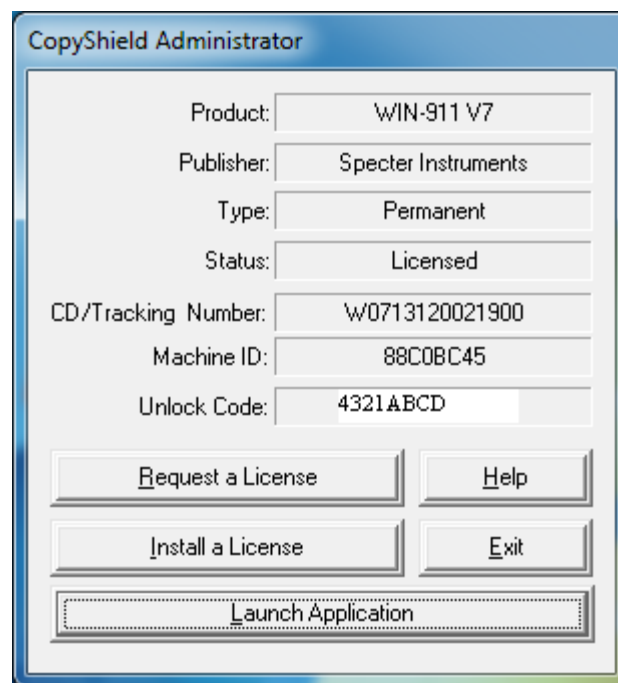 CopyShield Administrator
Product: WIN-911 V7
Publisher: Specter Instruments
Type: Permanent
Status: Licensed
CD/Tracking Number: W0713120021900
Machine ID: 88C0BC45
Unlock Code: 4321ABCD
Request a License Help
Install a License Exit
Launch Application